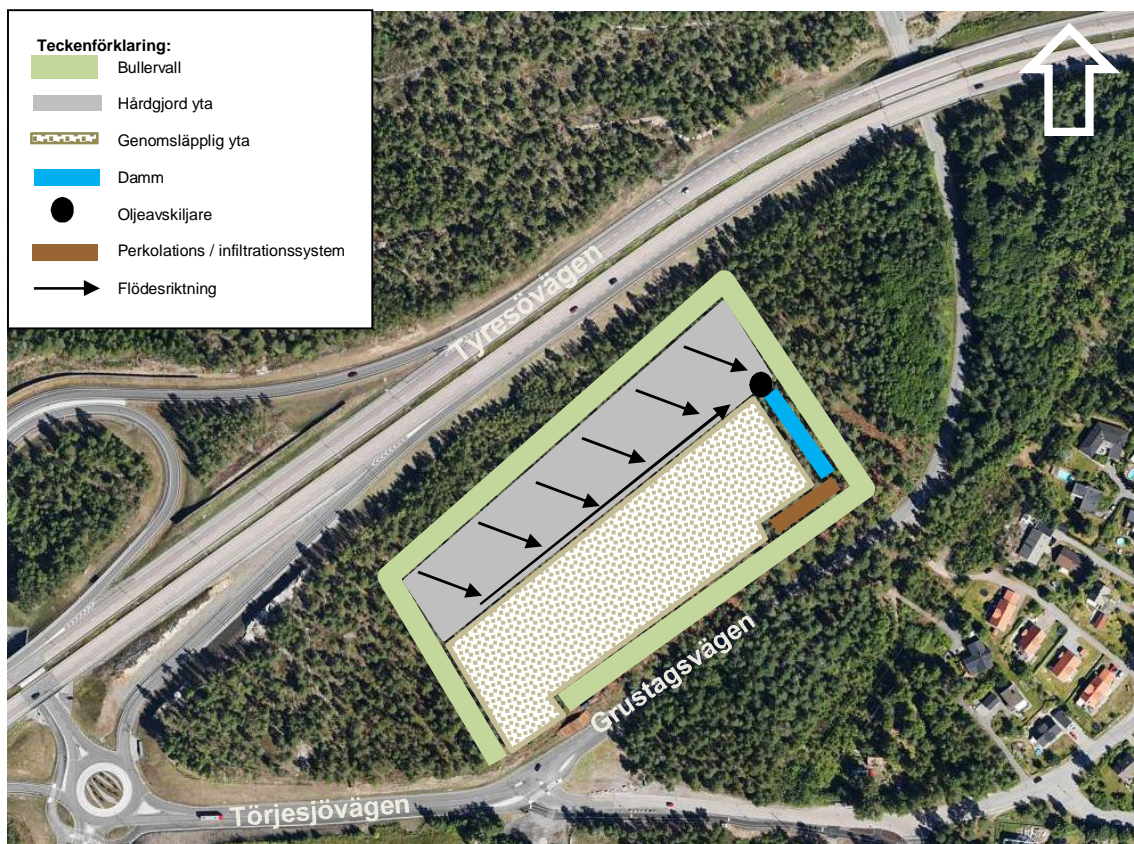 Teckenförklaring:
Bullervall
Hårdgjord yta
Genomsläpplig yta
Damm
Oljeavskiljare
Perkolations / infiltrationssystem
Flödesriktning
Tyresövägen
Grustagsvägen
Törjesjövägen